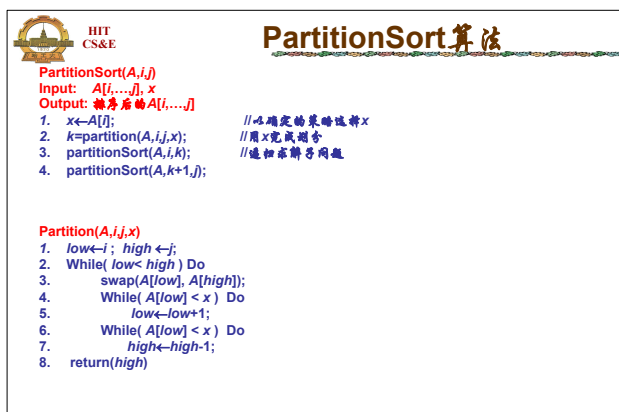 HIT
CS&E
PartitionSort算法
PartitionSort(A,i,j)
Input: A[i,…,j], x
Output: 排序后的A[i,…,j]
1. x←A[i]; //以确定的策略选择x
2. k=partition(A,i,j,x); //用x完成划分
3. partitionSort(A,i,k); //递归求解子问题
4. partitionSort(A,k+1,j);
Partition(A,i,j,x)
1. low←i ; high ←j;
2. While( low< high ) Do
3. swap(A[low], A[high]);
4. While( A[low] < x ) Do
5. low←low+1;
6. While( A[low] < x ) Do
7. high←high-1;
8. return(high)